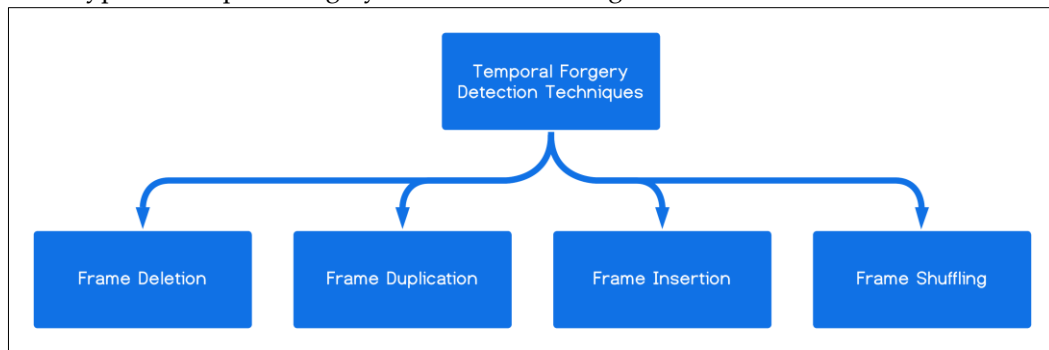 Temporal Forgery
Detection Techniques
Frame Deletion
Frame Duplication
Frame Insertion
Frame Shuffling